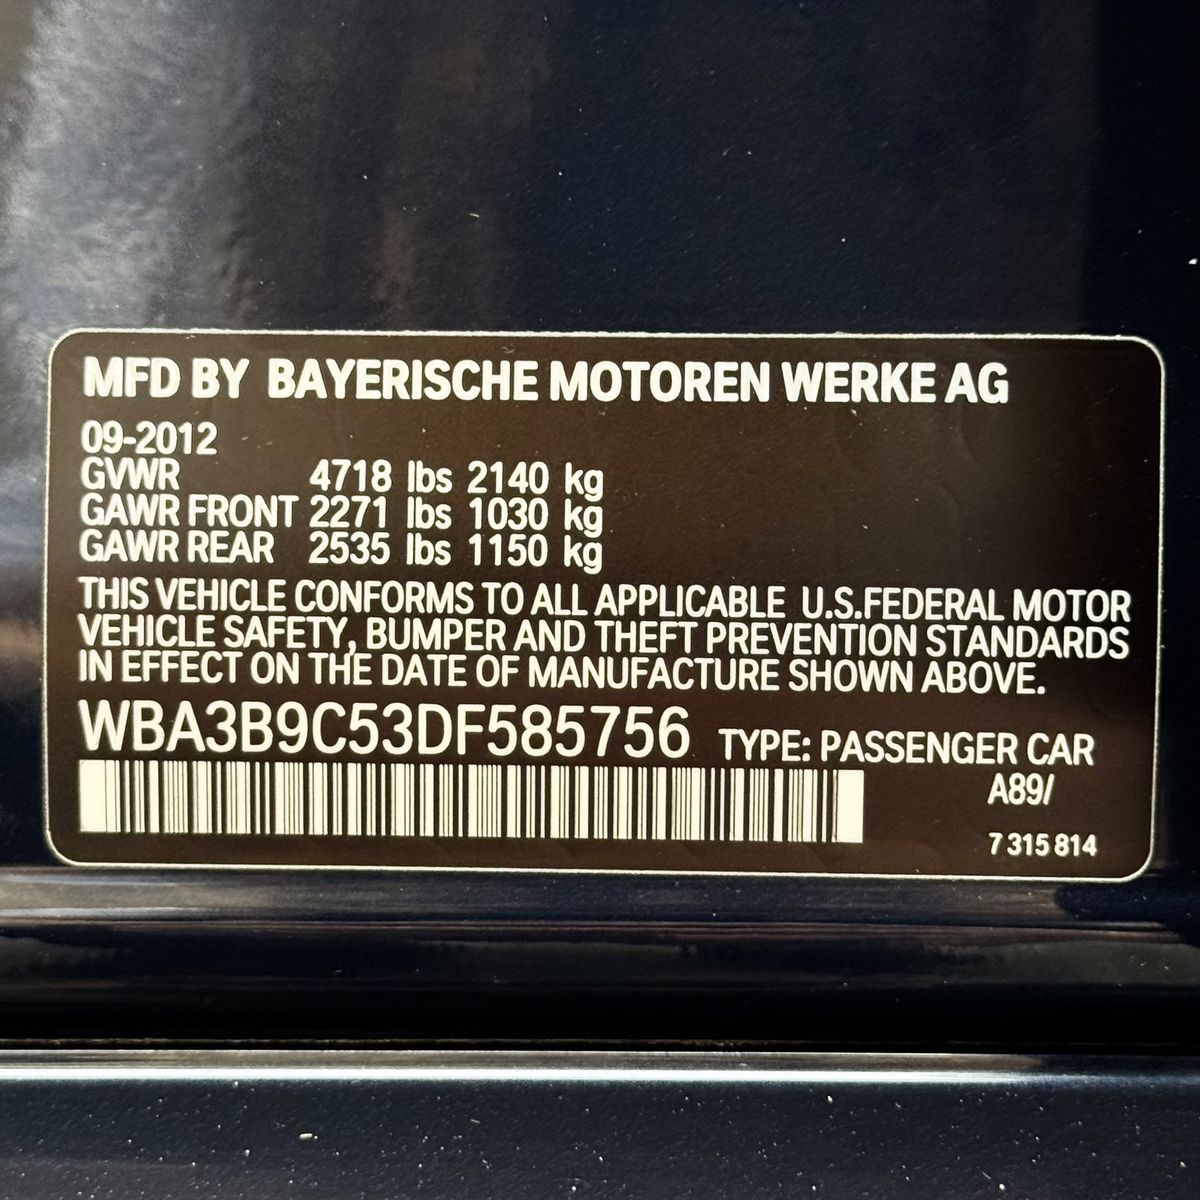 MFD BY BAYERISCHE MOTOREN WERKE AG
09-2012
GVWR 4718 lbs 2140 kg
GAWR FRONT 2271 lbs 1030 kg
GAWR REAR 2535 lbs 1150 kg
THIS VEHICLE CONFORMS TO ALL APPLICABLE U.S.FEDERAL MOTOR
VEHICLE SAFETY, BUMPER AND THEFT PREVENTION STANDARDS
IN EFFECT ON THE DATE OF MANUFACTURE SHOWN ABOVE.
WBA3B9C53DF585756 TYPE: PASSENGER CAR
A89/
7 315 814